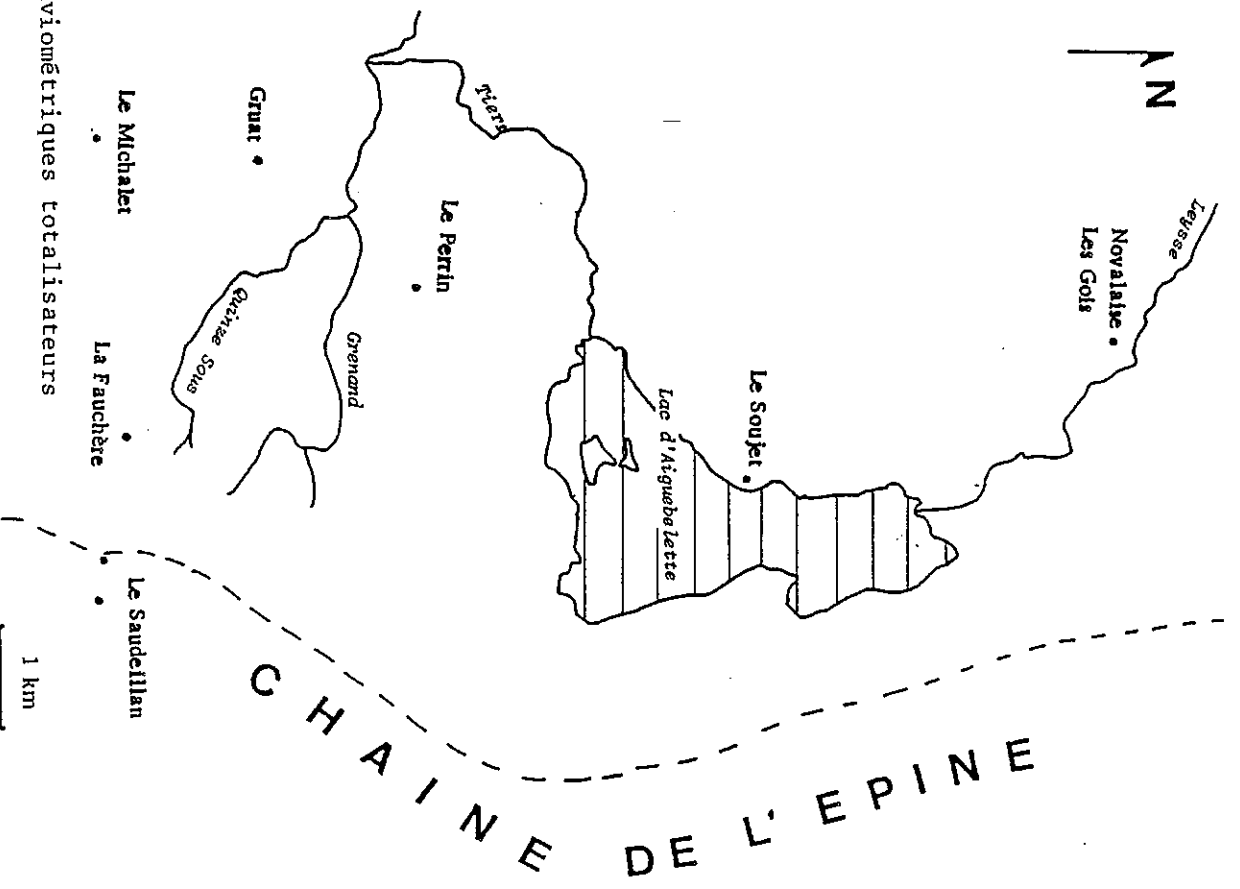 N
Leysse
Novalaise
Les Gois
Tiers
Le Soujet
Lac d'Aiguebelette
Le Perrin
Gruat
Grenand
Quinze Sous
Le Michalet
La Fauchère
Le Saudeillan
CHAINE DE L'EPINE
1 km
viométriques totalisateurs